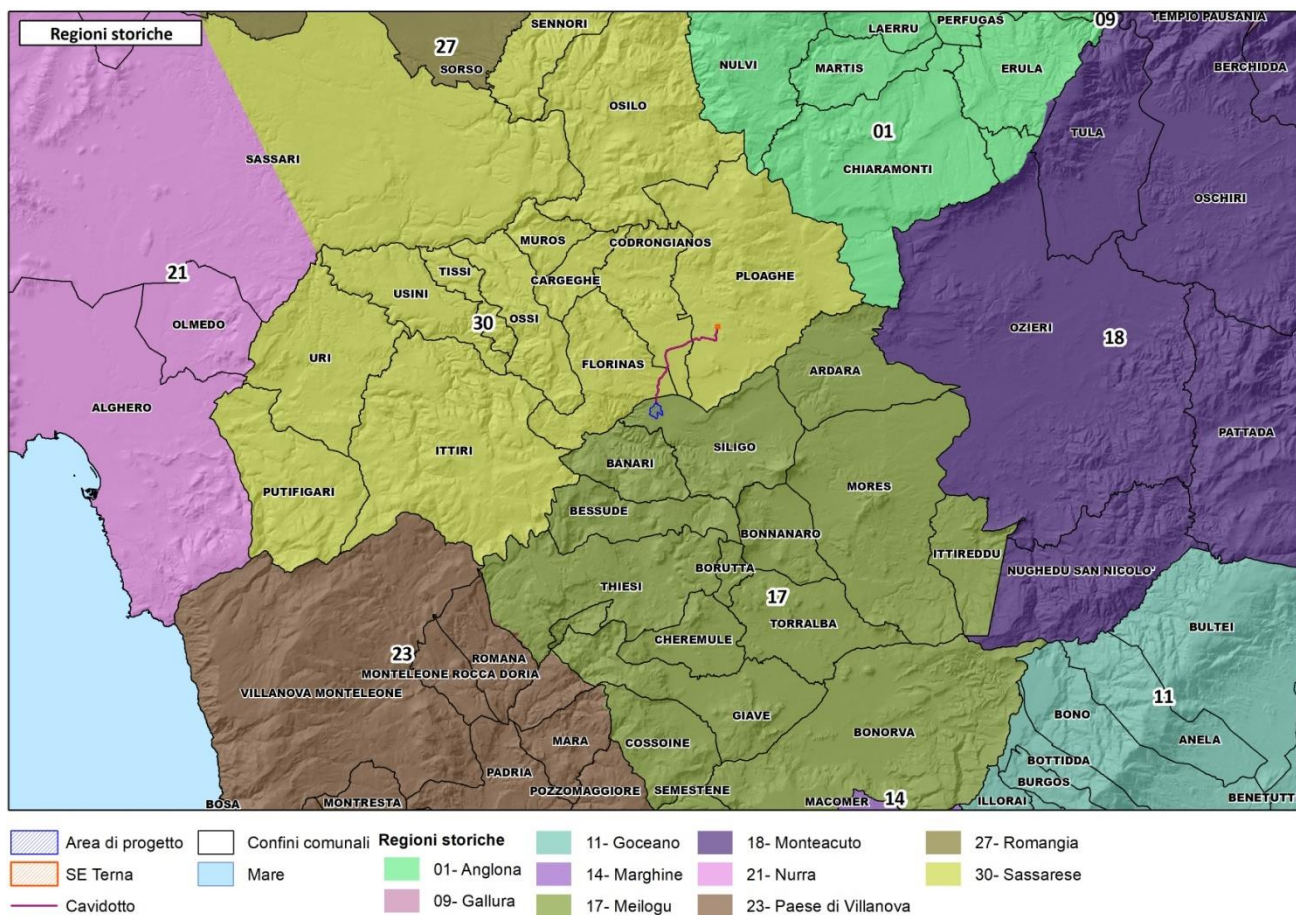 Regioni storiche
09
TEMPIO PAUSANIA
SENNORI
LAERRU
PERFUGAS
27
SORSO
NULVI
MARTIS
ERULA
BERCHIDDA
OSILO
01
TULA
SASSARI
CHIARAMONTI
OSCHIRI
MUROS
CODRONGIANOS
PLOAGHE
21
TISSI
CARGEGHE
USINI
OLMEDO
30
OSSI
OZIERI
18
URI
FLORINAS
ARDARA
ALGHERO
ITTIRI
SILIGO
PATTADA
BANARI
PUTIFIGARI
MORES
BESSUDE
BONNANARO
ITTIREDDU
BORUTTA
NUGHEDU SAN NICOLO'
THIESI
17
TORRALBA
BULTEI
CHEREMULE
23
ROMANA
MONTELEONE ROCCA DORIA
VILLANOVA MONTELEONE
11
GIAVE
BONO
BONORVA
MARA
COSSOINE
ANELA
BOTTIDDA
PADRIA
BURGOS
POZZOMAGGIORE
SEMESTENE
BOSA
MONTRESTA
MACOMER
14
ILLORAI
BENETUTTI
Area di progetto
SE Terna
Cavidotto
Confini comunali
Mare
Regioni storiche
01- Anglona
09- Gallura
11- Goceano
14- Marghine
17- Meilogu
18- Monteacuto
21- Nurra
23- Paese di Villanova
27- Romangia
30- Sassarese